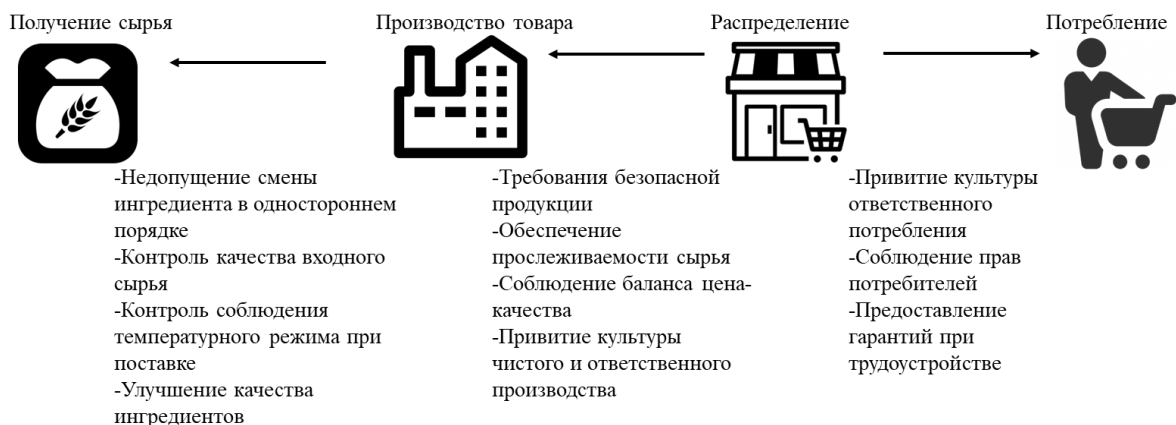 Получение сырья
Производство товара
Распределение
Потребление
-Недопущение смены
ингредиента в одностороннем
порядке
-Контроль качества входного
сырья
-Контроль соблюдения
температурного режима при
поставке
-Улучшение качества
ингредиентов
-Требования безопасной
продукции
-Обеспечение
прослеживаемости сырья
-Соблюдение баланса цена-
качества
-Привитие культуры
чистого и ответственного
производства
-Привитие культуры
ответственного
потребления
-Соблюдение прав
потребителей
-Предоставление
гарантий при
трудоустройстве